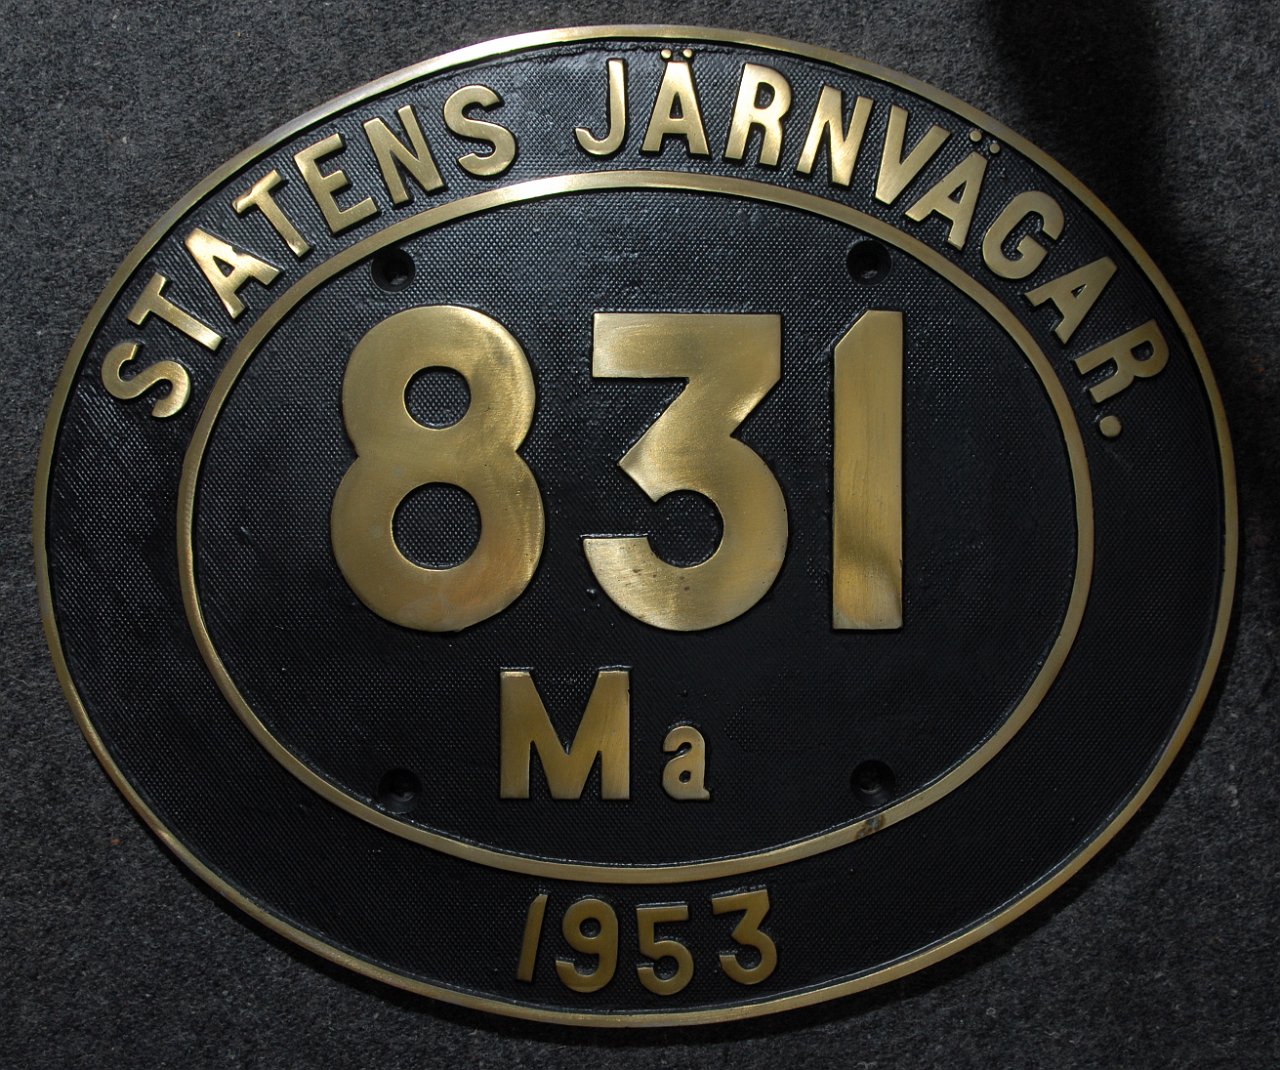 STATENS JÄRNVÄGAR.
831
Ma
1953